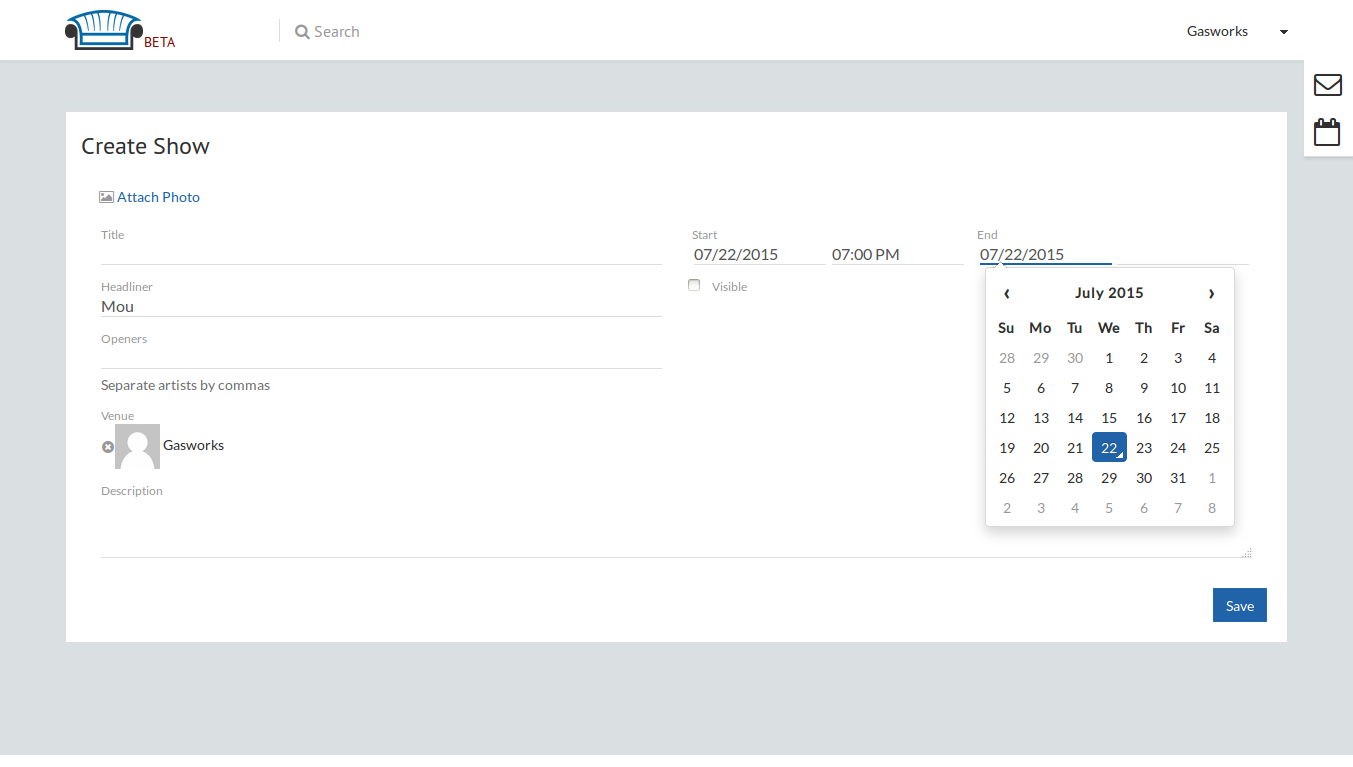 BETA
Search
Gasworks
Create Show
Attach Photo
Title
Start
End
07/22/2015 07:00 PM 07/22/2015
Headliner
Mou
Visible
Openers
Separate artists by commas
Venue
Gasworks
Description
‹ July 2015 ›
Su Mo Tu We Th Fr Sa
28 29 30 1 2 3 4
5 6 7 8 9 10 11
12 13 14 15 16 17 18
19 20 21 22 23 24 25
26 27 28 29 30 31 1
2 3 4 5 6 7 8
Save